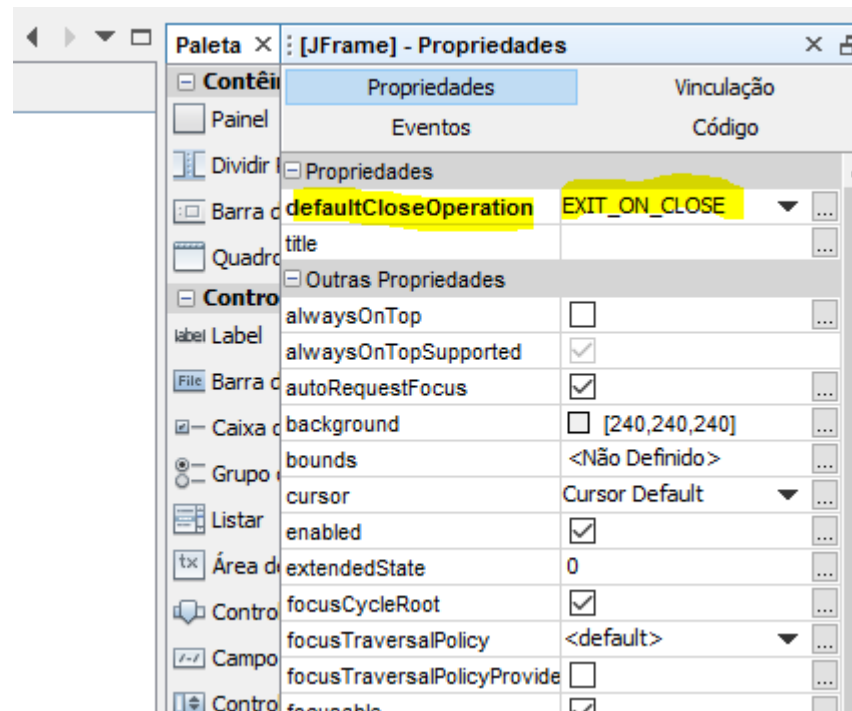 Paleta
Contêi
Painel
Dividir
Barra d
Quadro
Contro
label Label
File Barra d
Caixa d
Grupo
Listar
tx Área de
Contro
Campo
Contro
[JFrame] - Propriedades
Propriedades Vinculação
Eventos Código
Propriedades
defaultCloseOperation EXIT_ON_CLOSE ...
title ...
Outras Propriedades
alwaysOnTop ...
alwaysOnTopSupported
autoRequestFocus ...
background [240,240,240] ...
bounds <Não Definido> ...
cursor Cursor Default ...
enabled ...
extendedState 0 ...
focusCycleRoot ...
focusTraversalPolicy <default> ...
focusTraversalPolicyProvide ...
focusable